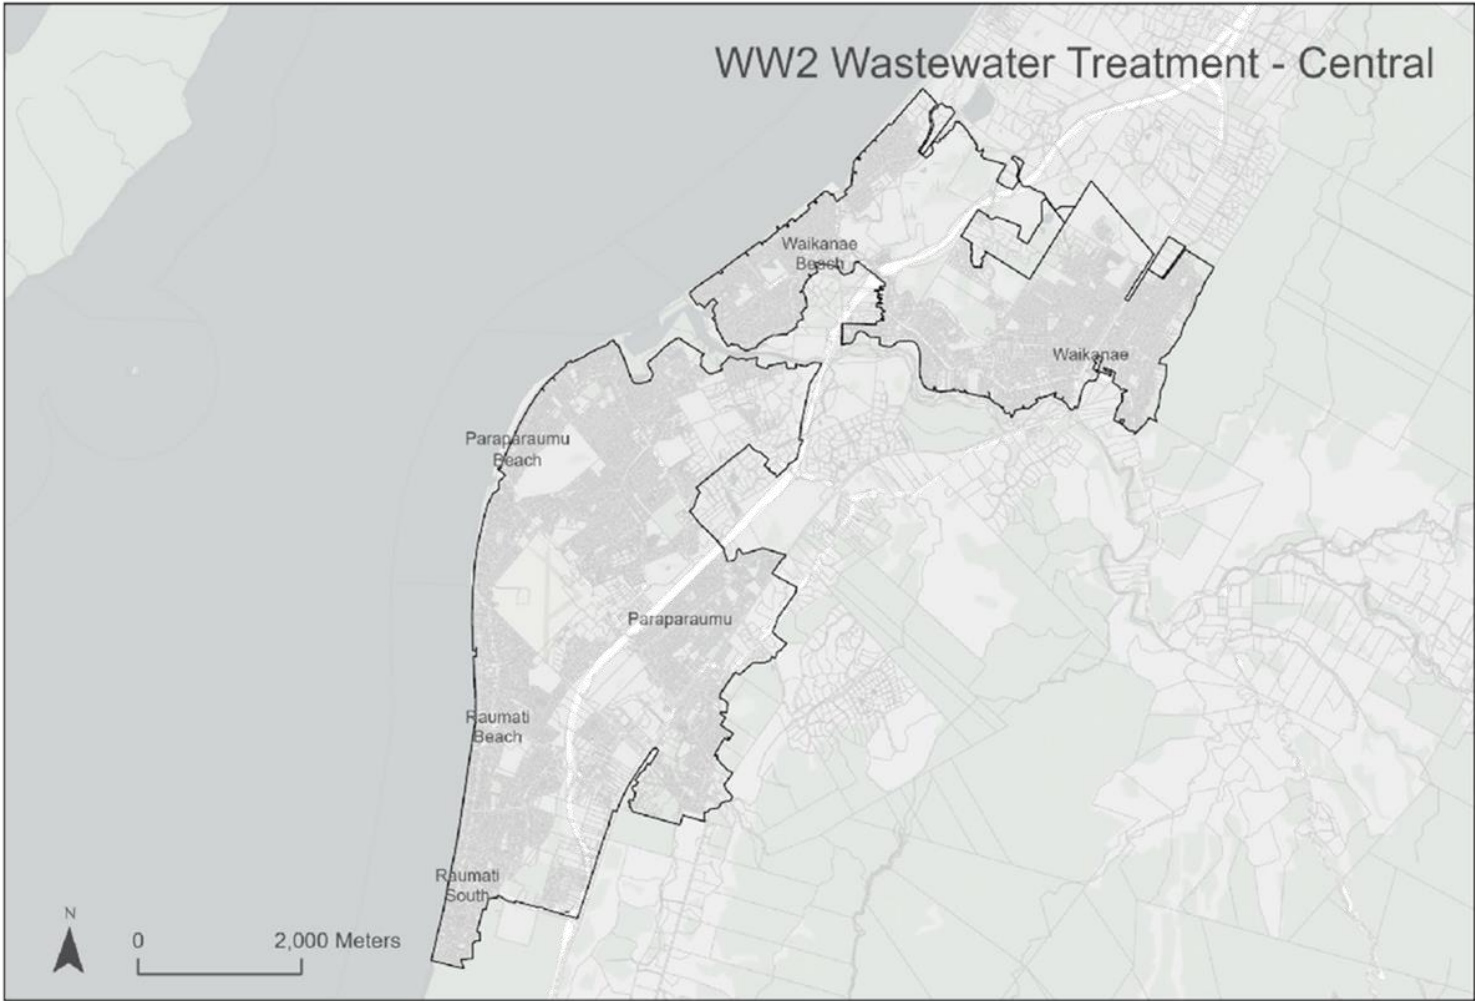 WW2 Wastewater Treatment - Central
Waikanae
Beach
Waikanae
Paraparaumu
Beach
Paraparaumu
Raumati
Beach
Raumati
South
N
0 2,000 Meters